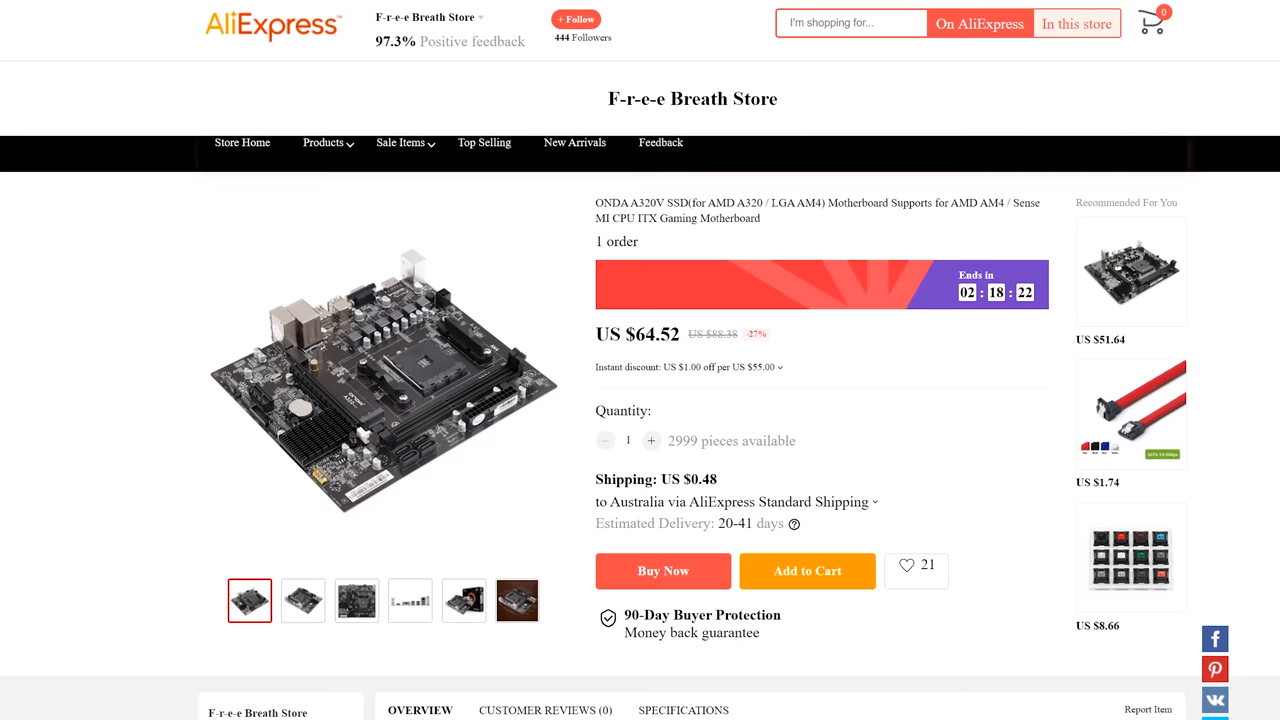 AliExpress™
F-r-e-e Breath Store
97.3% Positive feedback
+ Follow
444 Followers
I'm shopping for...
On AliExpress
In this store
0
F-r-e-e Breath Store
Store Home
Products
Sale Items
Top Selling
New Arrivals
Feedback
ONDA A320V SSD(for AMD A320 / LGA AM4) Motherboard Supports for AMD AM4 / Sense
MI CPU ITX Gaming Motherboard
1 order
Ends in
02 : 18 : 22
US $64.52 US $88.38 -27%
Instant discount: US $1.00 off per US $55.00
Quantity:
− 1 + 2999 pieces available
Shipping: US $0.48
to Australia via AliExpress Standard Shipping
Estimated Delivery: 20-41 days
Buy Now
Add to Cart
21
90-Day Buyer Protection
Money back guarantee
Recommended For You
US $51.64
SATA 3.0 6Gbps
US $1.74
US $8.66
F-r-e-e Breath Store
OVERVIEW
CUSTOMER REVIEWS (0)
SPECIFICATIONS
Report Item